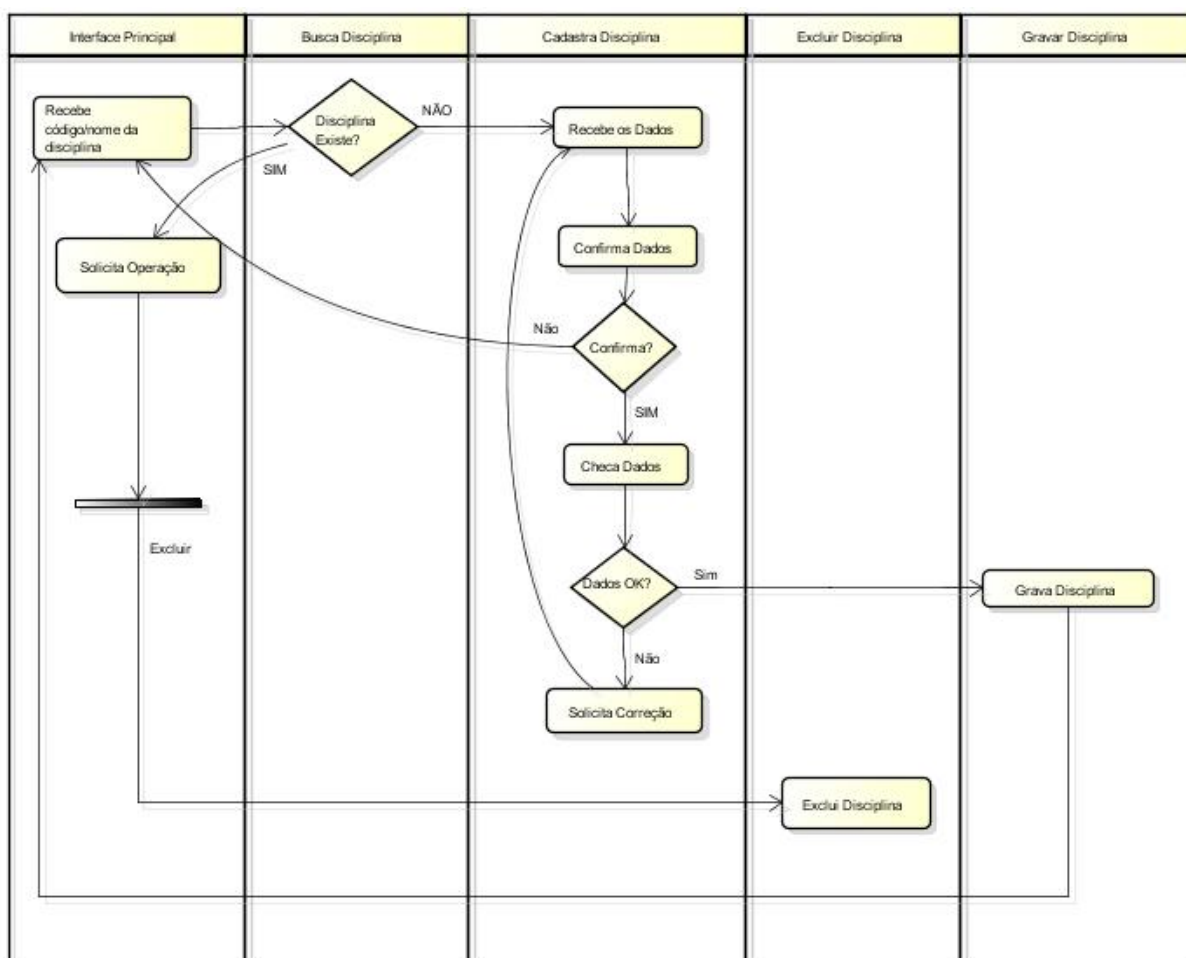 Interface Principal
Busca Disciplina
Cadastra Disciplina
Excluir Disciplina
Gravar Disciplina
Recebe
código/nome da
disciplina
Disciplina
Existe?
NÃO
Recebe os Dados
SIM
Solicita Operação
Confirma Dados
Não
Confirma?
SIM
Checa Dados
Excluir
Dados OK?
Sim
Grava Disciplina
Não
Solicita Correção
Exclui Disciplina